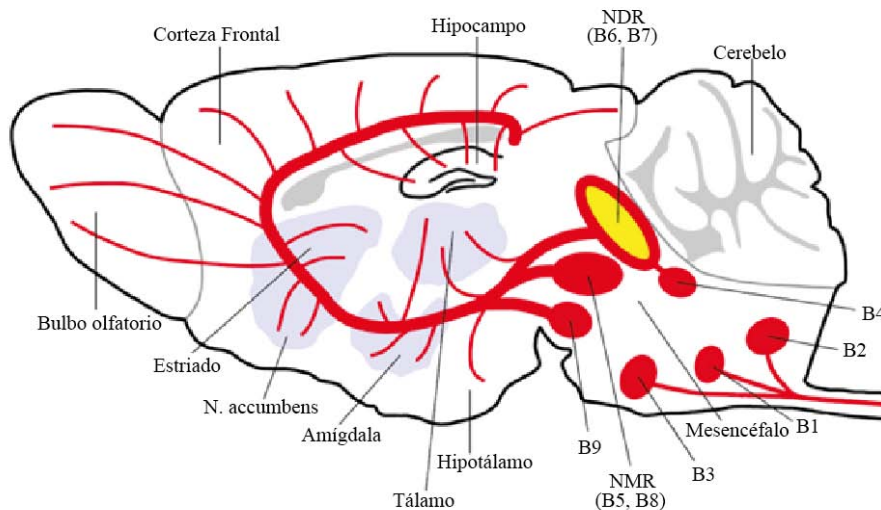 Hipocampo
NDR
(B6, B7)
Corteza Frontal
Cerebelo
Bulbo olfatorio
B4
B2
Estriado
N. accumbens
Mesencéfalo
B1
Amígdala
Hipotálamo
B9
B3
Tálamo
NMR
(B5, B8)